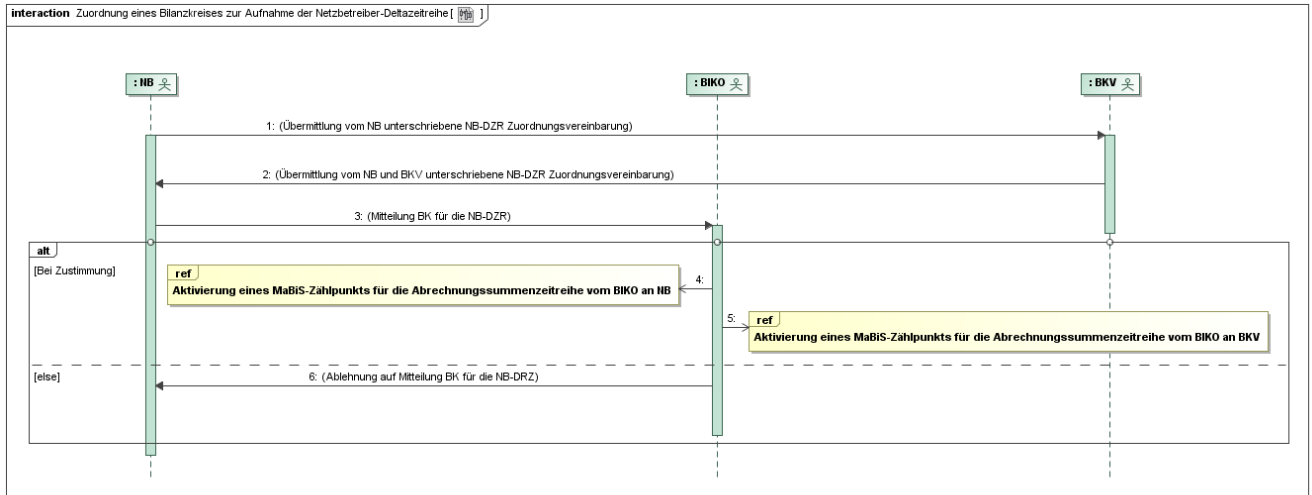 interaction Zuordnung eines Bilanzkreises zur Aufnahme der Netzbetreiber-Deltazeitreihe [ ]
: NB
: BIKO
: BKV
1: (Übermittlung vom NB unterschriebene NB-DZR Zuordnungsvereinbarung)
2: (Übermittlung vom NB und BKV unterschriebene NB-DZR Zuordnungsvereinbarung)
3: (Mitteilung BK für die NB-DZR)
alt
[Bei Zustimmung]
ref
Aktivierung eines MaBiS-Zählpunkts für die Abrechnungssummenzeitreihe vom BIKO an NB
4:
5:
ref
Aktivierung eines MaBiS-Zählpunkts für die Abrechnungssummenzeitreihe vom BIKO an BKV
[else]
6: (Ablehnung auf Mitteilung BK für die NB-DRZ)